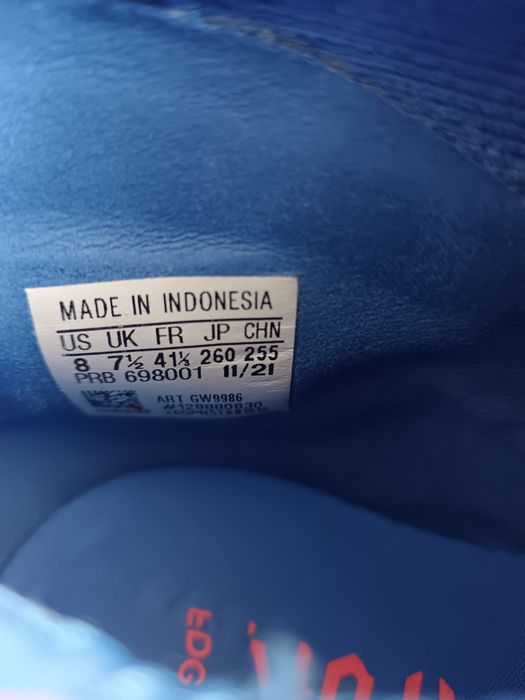 MADE IN INDONESIA
US UK FR JP CHN
8 7½ 41⅓ 260 255
PRB 698001 11/21
ART GW9986
EDG